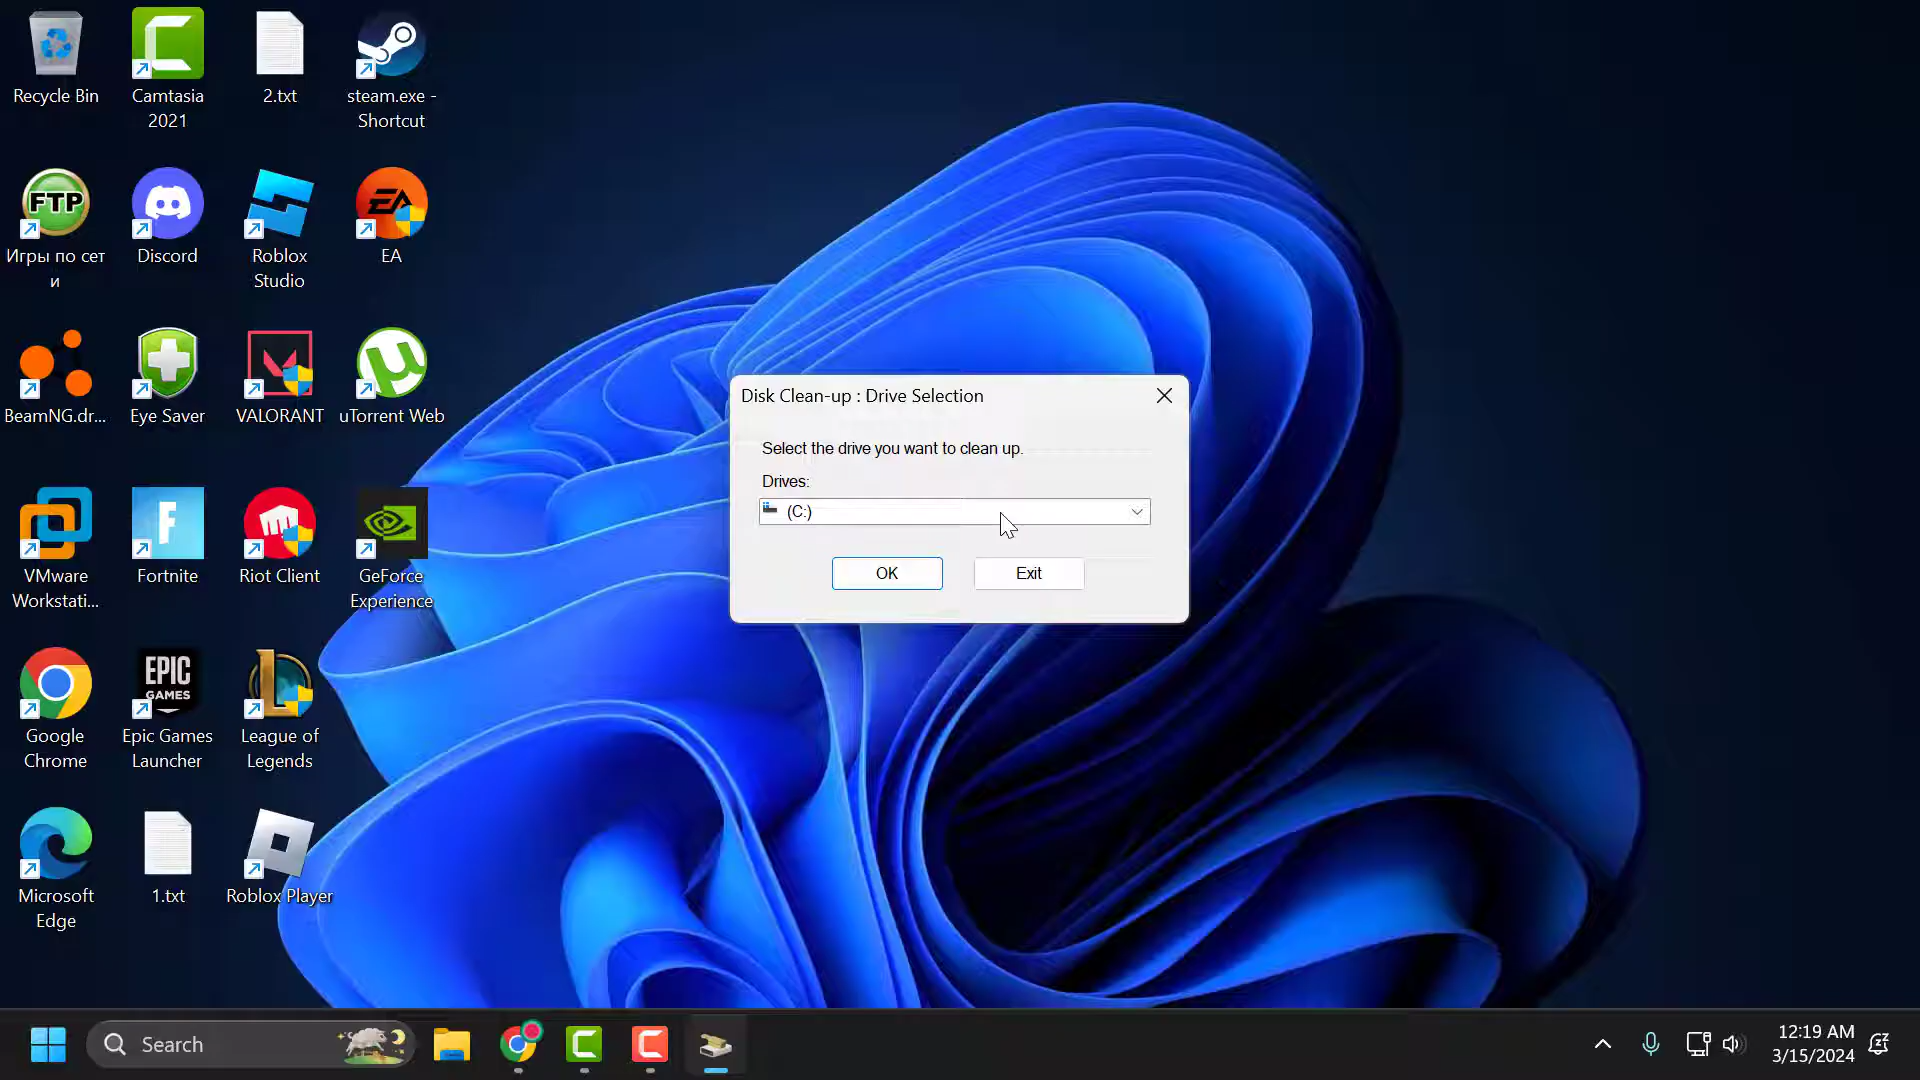 Recycle Bin
Camtasia
2021
2.txt
steam.exe -
Shortcut
FTP
Игры по сет
и
Discord
Roblox
Studio
EA
EA
BeamNG.dr...
Eye Saver
VALORANT
uTorrent Web
VMware
Workstati...
F
Fortnite
Riot Client
GeForce
Experience
Google
Chrome
EPIC
GAMES
Epic Games
Launcher
League of
Legends
Microsoft
Edge
1.txt
Roblox Player
Disk Clean-up : Drive Selection
Select the drive you want to clean up.
Drives:
(C:)
OK
Exit
Search
12:19 AM
3/15/2024